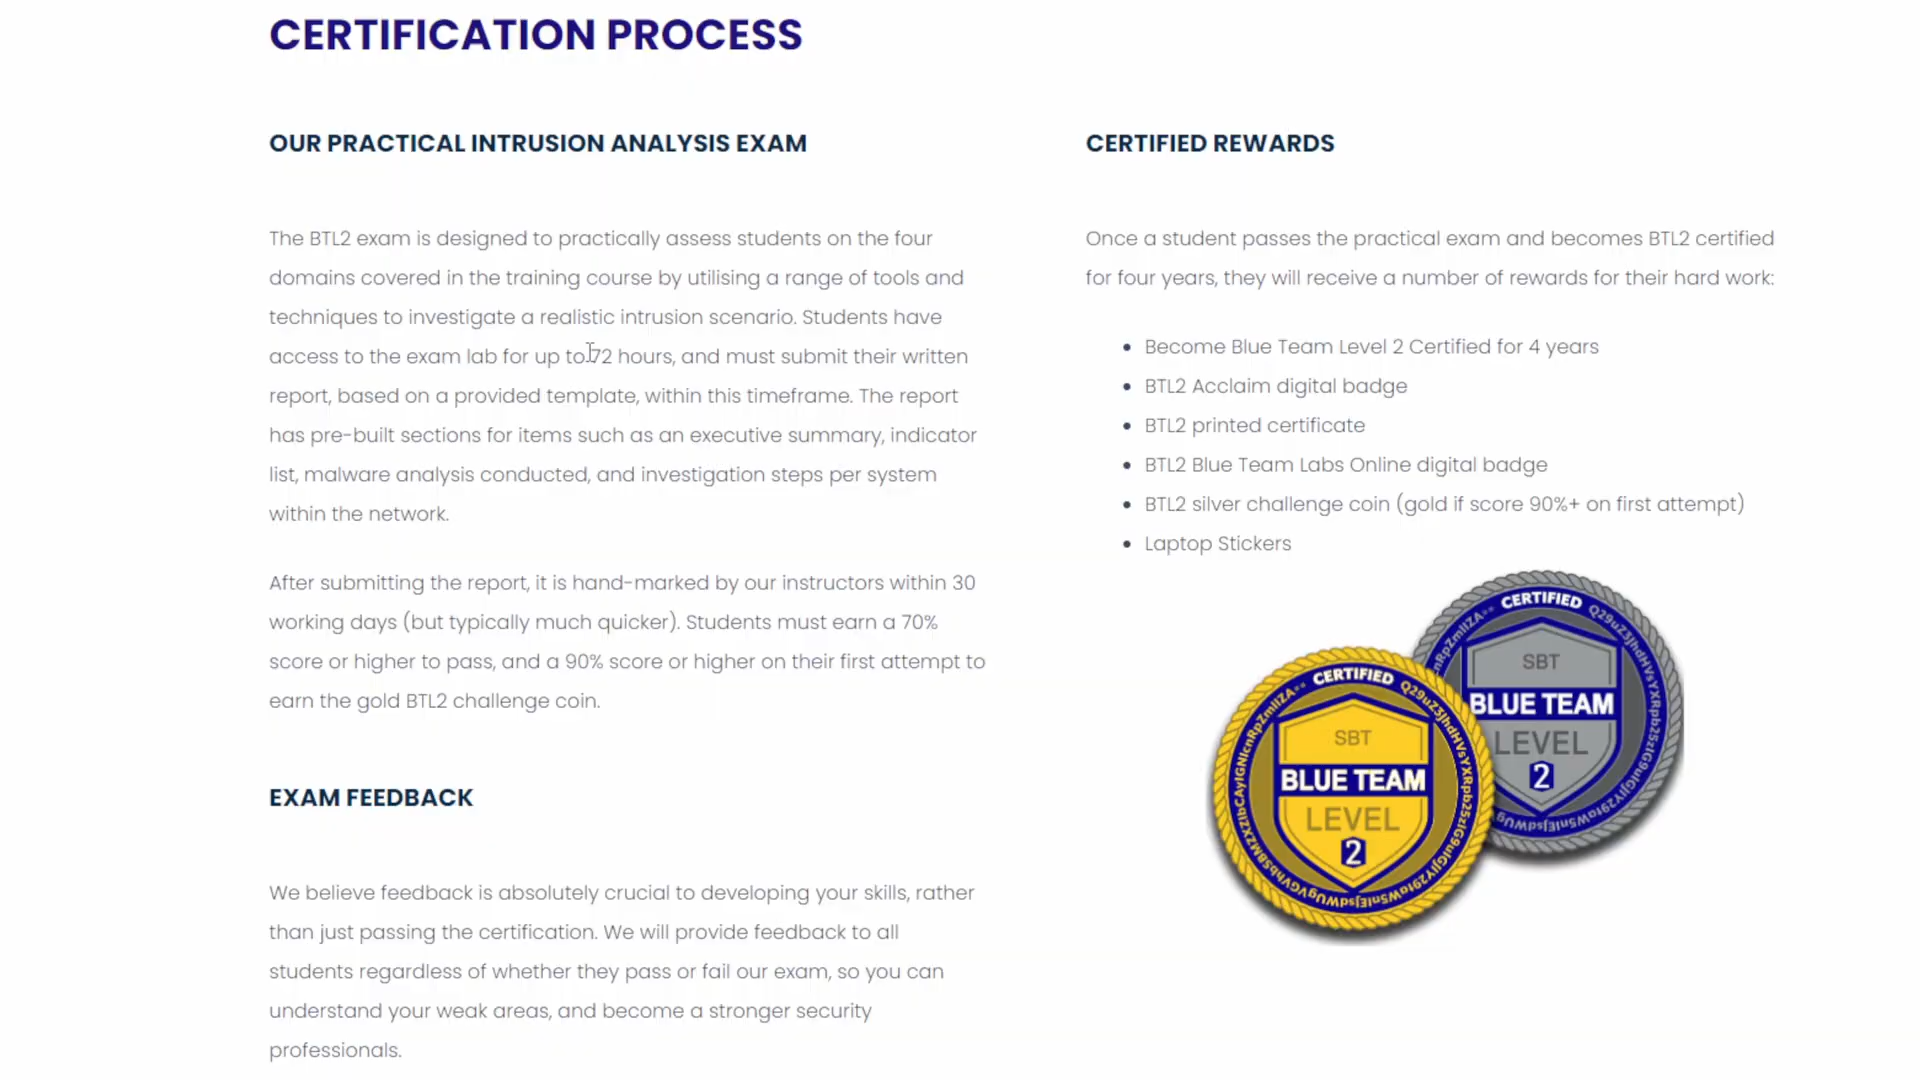 CERTIFICATION PROCESS
OUR PRACTICAL INTRUSION ANALYSIS EXAM
The BTL2 exam is designed to practically assess students on the four
domains covered in the training course by utilising a range of tools and
techniques to investigate a realistic intrusion scenario. Students have
access to the exam lab for up to 72 hours, and must submit their written
report, based on a provided template, within this timeframe. The report
has pre-built sections for items such as an executive summary, indicator
list, malware analysis conducted, and investigation steps per system
within the network.
After submitting the report, it is hand-marked by our instructors within 30
working days (but typically much quicker). Students must earn a 70%
score or higher to pass, and a 90% score or higher on their first attempt to
earn the gold BTL2 challenge coin.
EXAM FEEDBACK
We believe feedback is absolutely crucial to developing your skills, rather
than just passing the certification. We will provide feedback to all
students regardless of whether they pass or fail our exam, so you can
understand your weak areas, and become a stronger security
professionals.
CERTIFIED REWARDS
Once a student passes the practical exam and becomes BTL2 certified
for four years, they will receive a number of rewards for their hard work:
Become Blue Team Level 2 Certified for 4 years
BTL2 Acclaim digital badge
BTL2 printed certificate
BTL2 Blue Team Labs Online digital badge
BTL2 silver challenge coin (gold if score 90%+ on first attempt)
Laptop Stickers
CERTIFIED
SBT
BLUE TEAM
LEVEL
2
CERTIFIED
SBT
BLUE TEAM
LEVEL
2